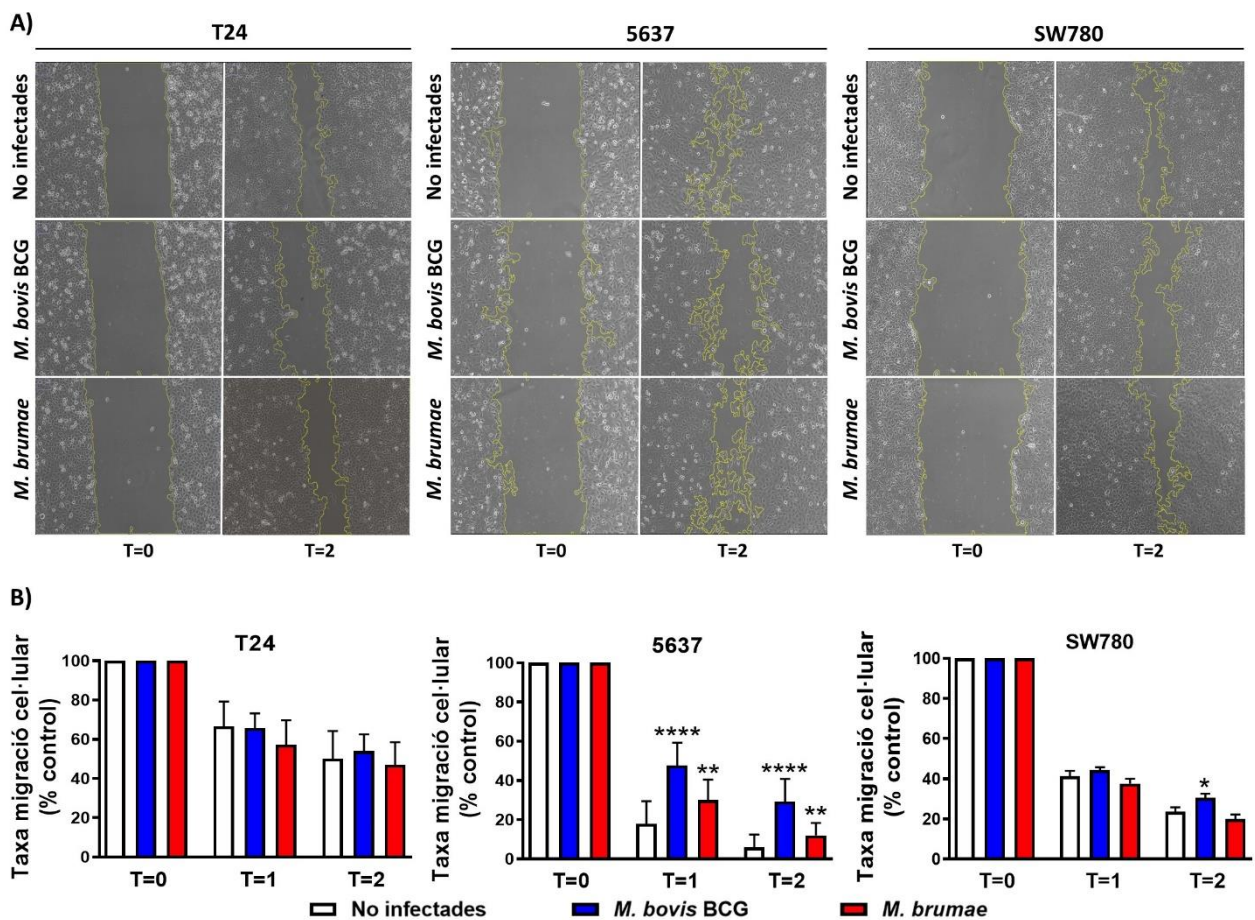 A)
T24
5637
SW780
No infectades
No infectades
No infectades
M. bovis BCG
M. bovis BCG
M. bovis BCG
M. brumae
M. brumae
M. brumae
T=0
T=2
T=0
T=2
T=0
T=2
B)
T24
Taxa migració cel·lular
(% control)
100
80
60
40
20
0
T=0
T=1
T=2
5637
Taxa migració cel·lular
(% control)
100
80
60
40
20
0
****
**
****
**
T=0
T=1
T=2
SW780
Taxa migració cel·lular
(% control)
100
80
60
40
20
0
*
T=0
T=1
T=2
No infectades
M. bovis BCG
M. brumae